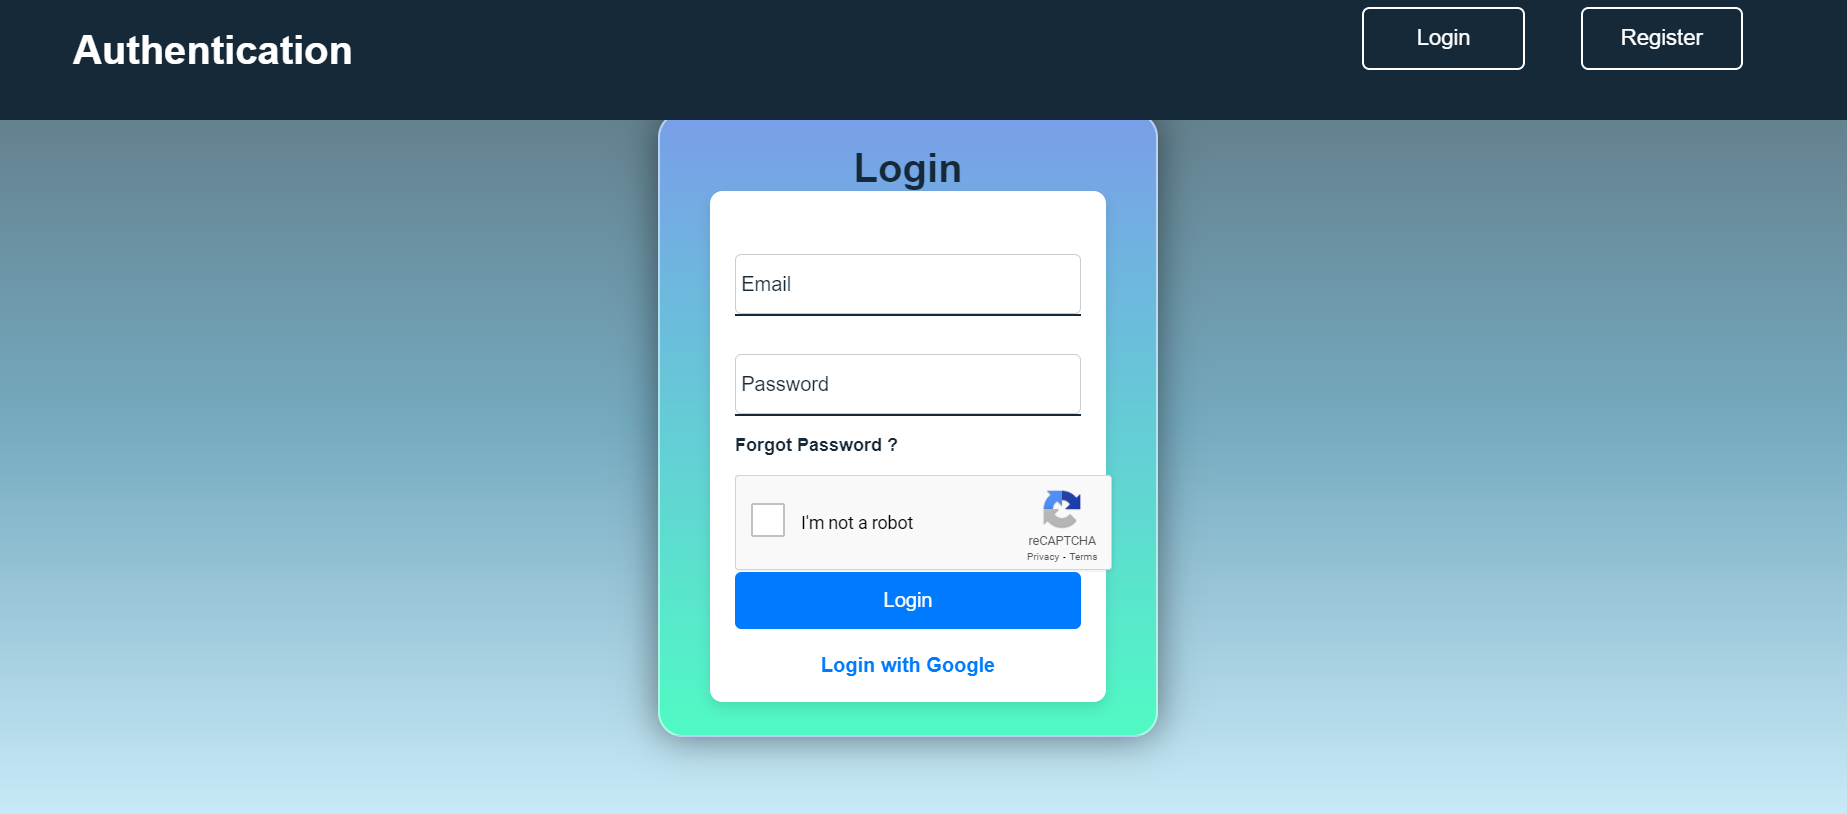 Authentication
Login
Register
Login
Email
Password
Forgot Password ?
I'm not a robot
reCAPTCHA
Privacy - Terms
Login
Login with Google